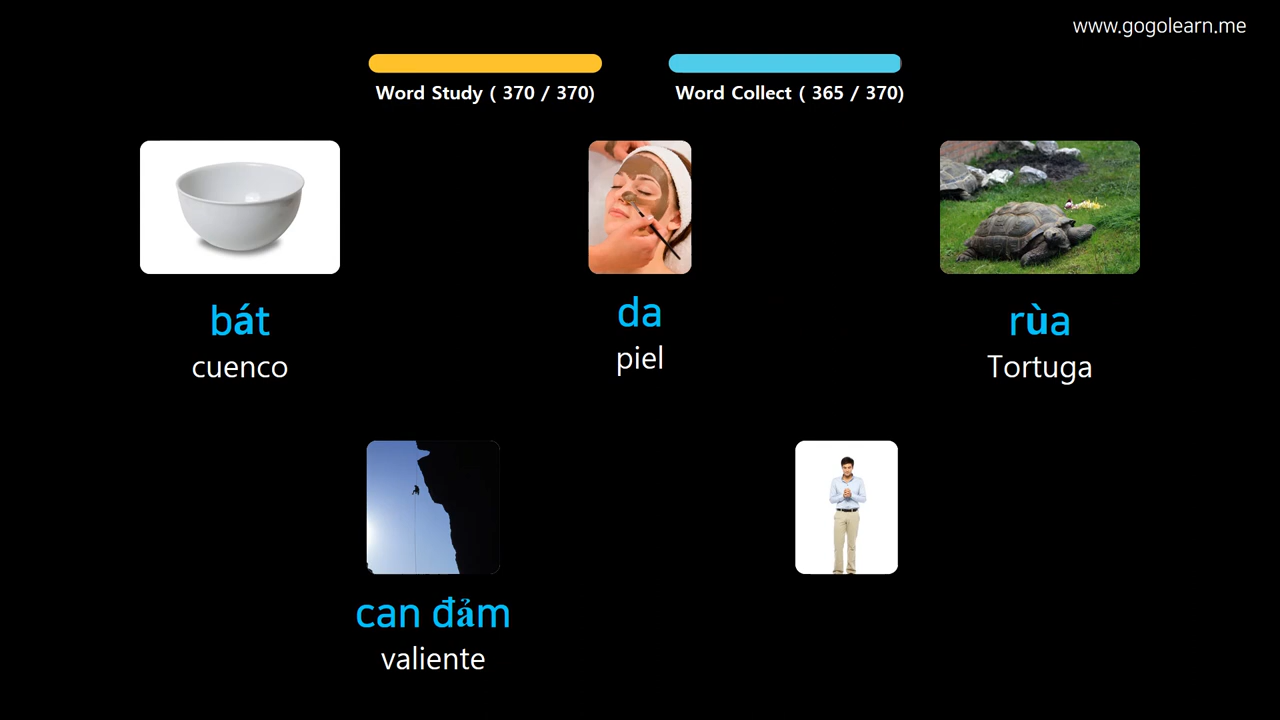 www.gogolearn.me
Word Study ( 370 / 370)
Word Collect ( 365 / 370)
bát
cuenco
da
piel
rùa
Tortuga
can đảm
valiente